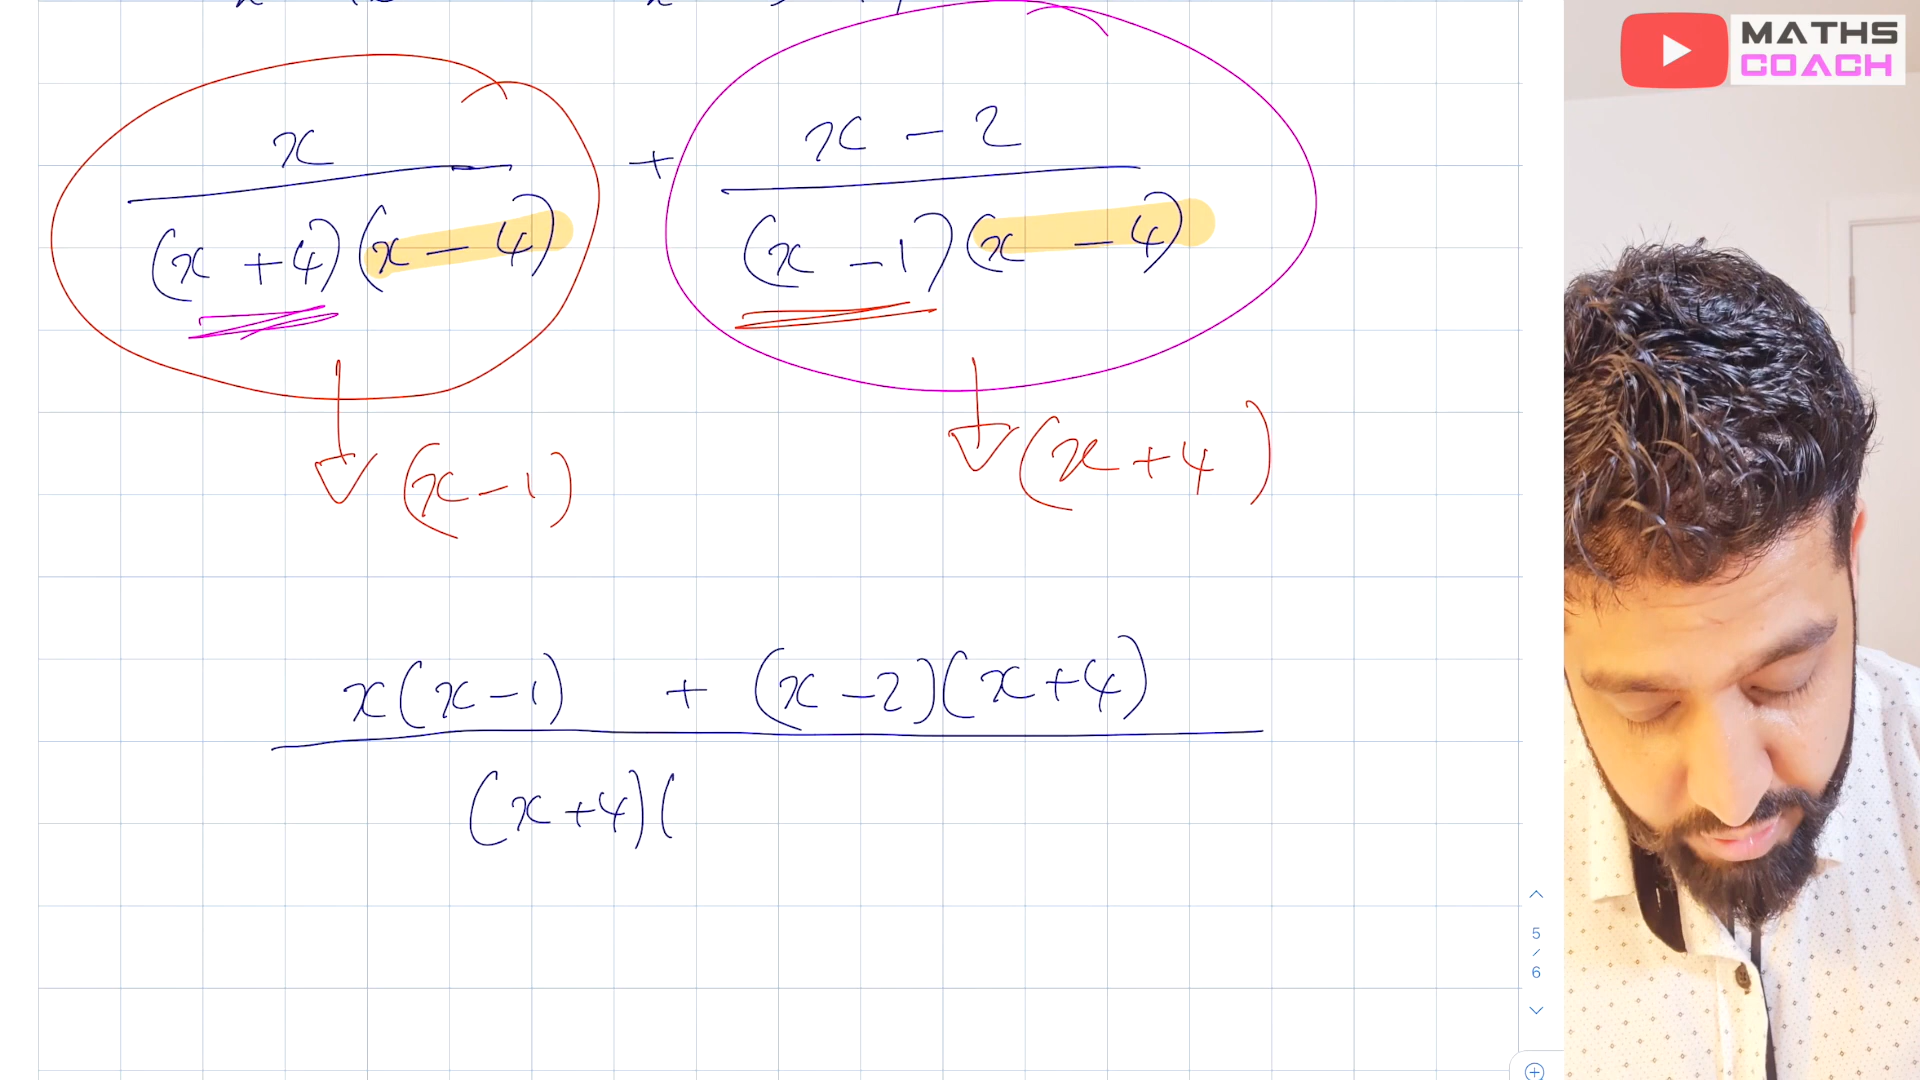 MATHS
COACH
x + x - 2
(x + 4)(x - 4) (x - 1)(x - 4)
(x - 1) (x + 4)
x(x - 1) + (x - 2)(x + 4)
(x + 4)(
5
/
6